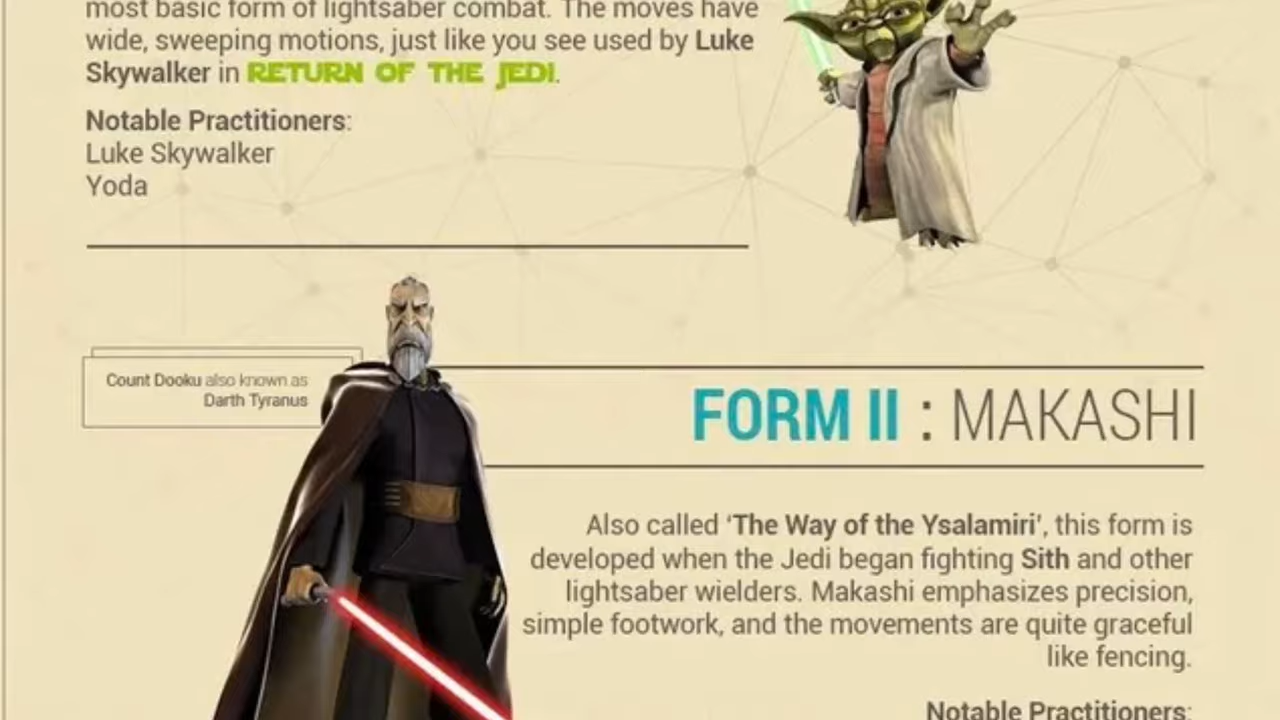 most basic form of lightsaber combat. The moves have
wide, sweeping motions, just like you see used by Luke
Skywalker in RETURN OF THE JEDI.
Notable Practitioners:
Luke Skywalker
Yoda
Count Dooku also known as
Darth Tyranus
FORM II : MAKASHI
Also called ‘The Way of the Ysalamiri’, this form is
developed when the Jedi began fighting Sith and other
lightsaber wielders. Makashi emphasizes precision,
simple footwork, and the movements are quite graceful
like fencing.
Notable Practitioners: